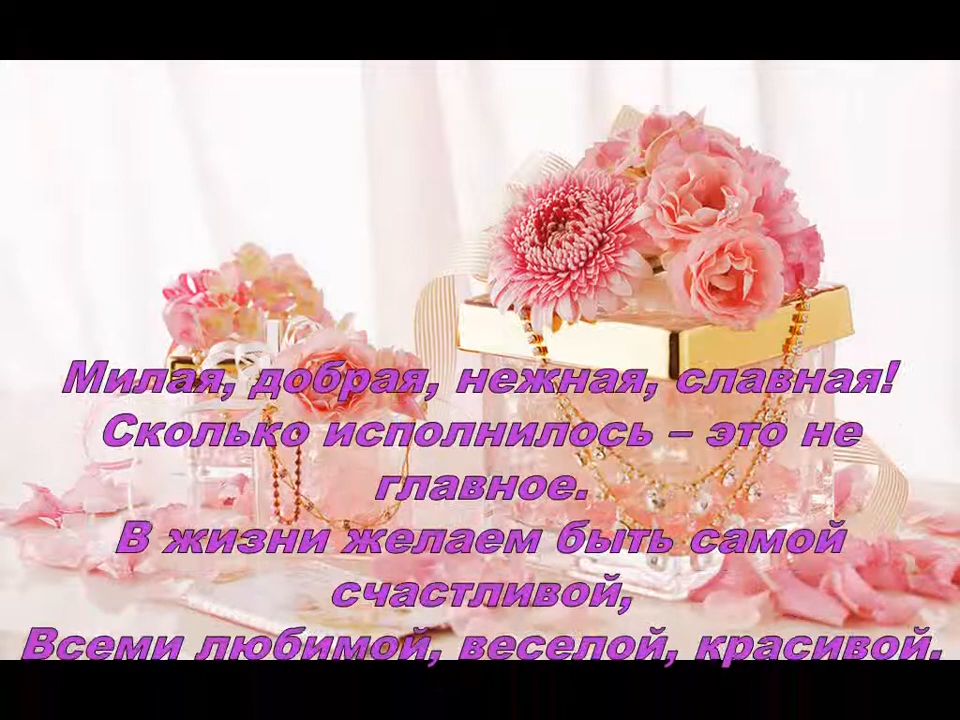 Милая, добрая, нежная, славная!
Сколько исполнилось – это не
главное.
В жизни желаем быть самой
счастливой,
Всеми любимой, веселой, красивой.